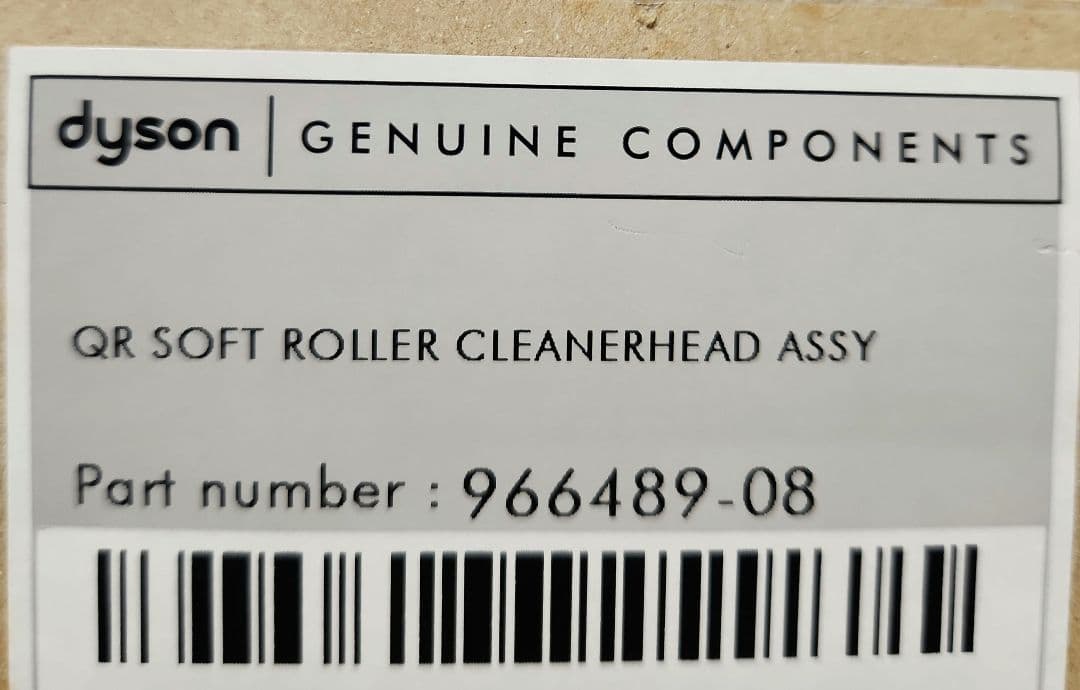 dyson | GENUINE COMPONENTS
QR SOFT ROLLER CLEANERHEAD ASSY
Part number : 966489-08